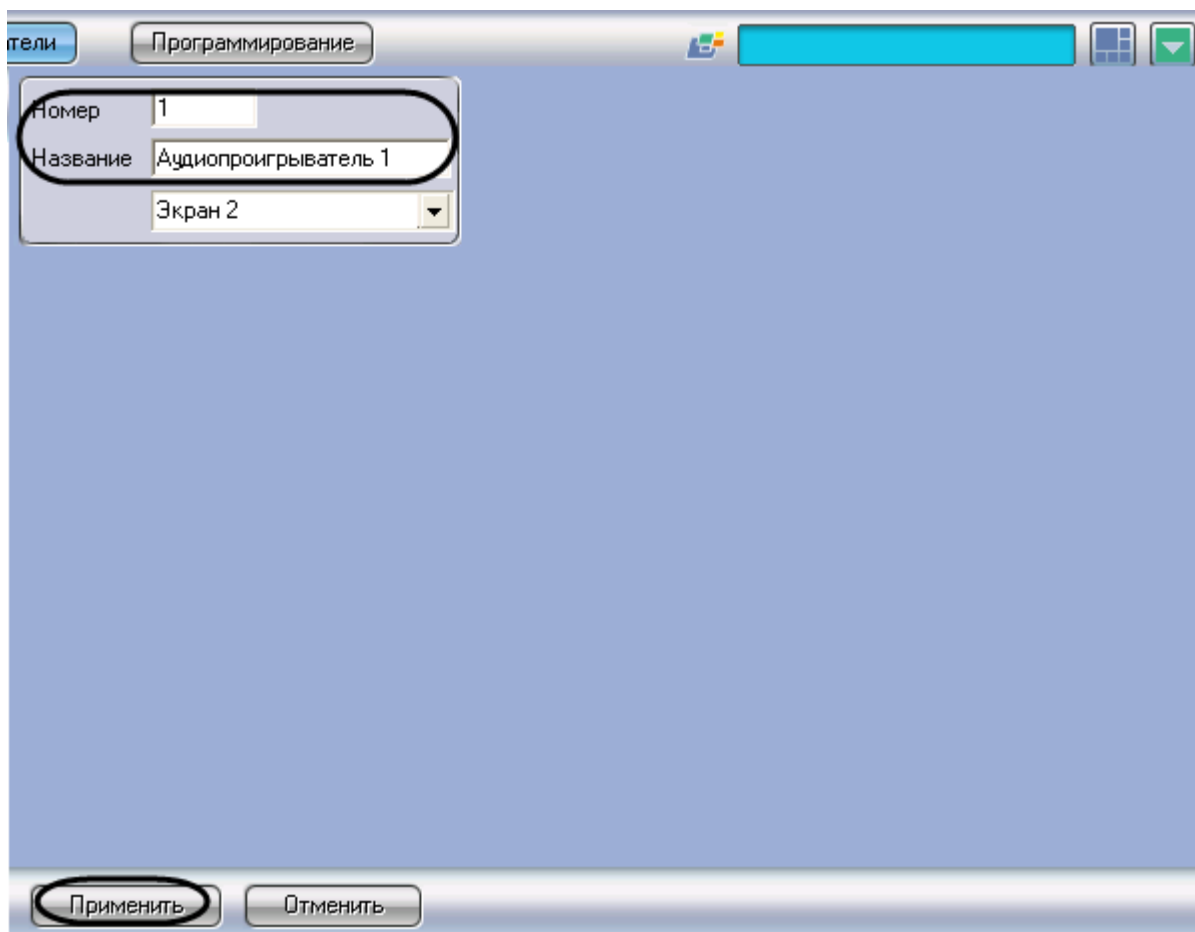 тели Программирование
Номер 1
Название Аудиопроигрыватель 1
Экран 2
Применить Отменить